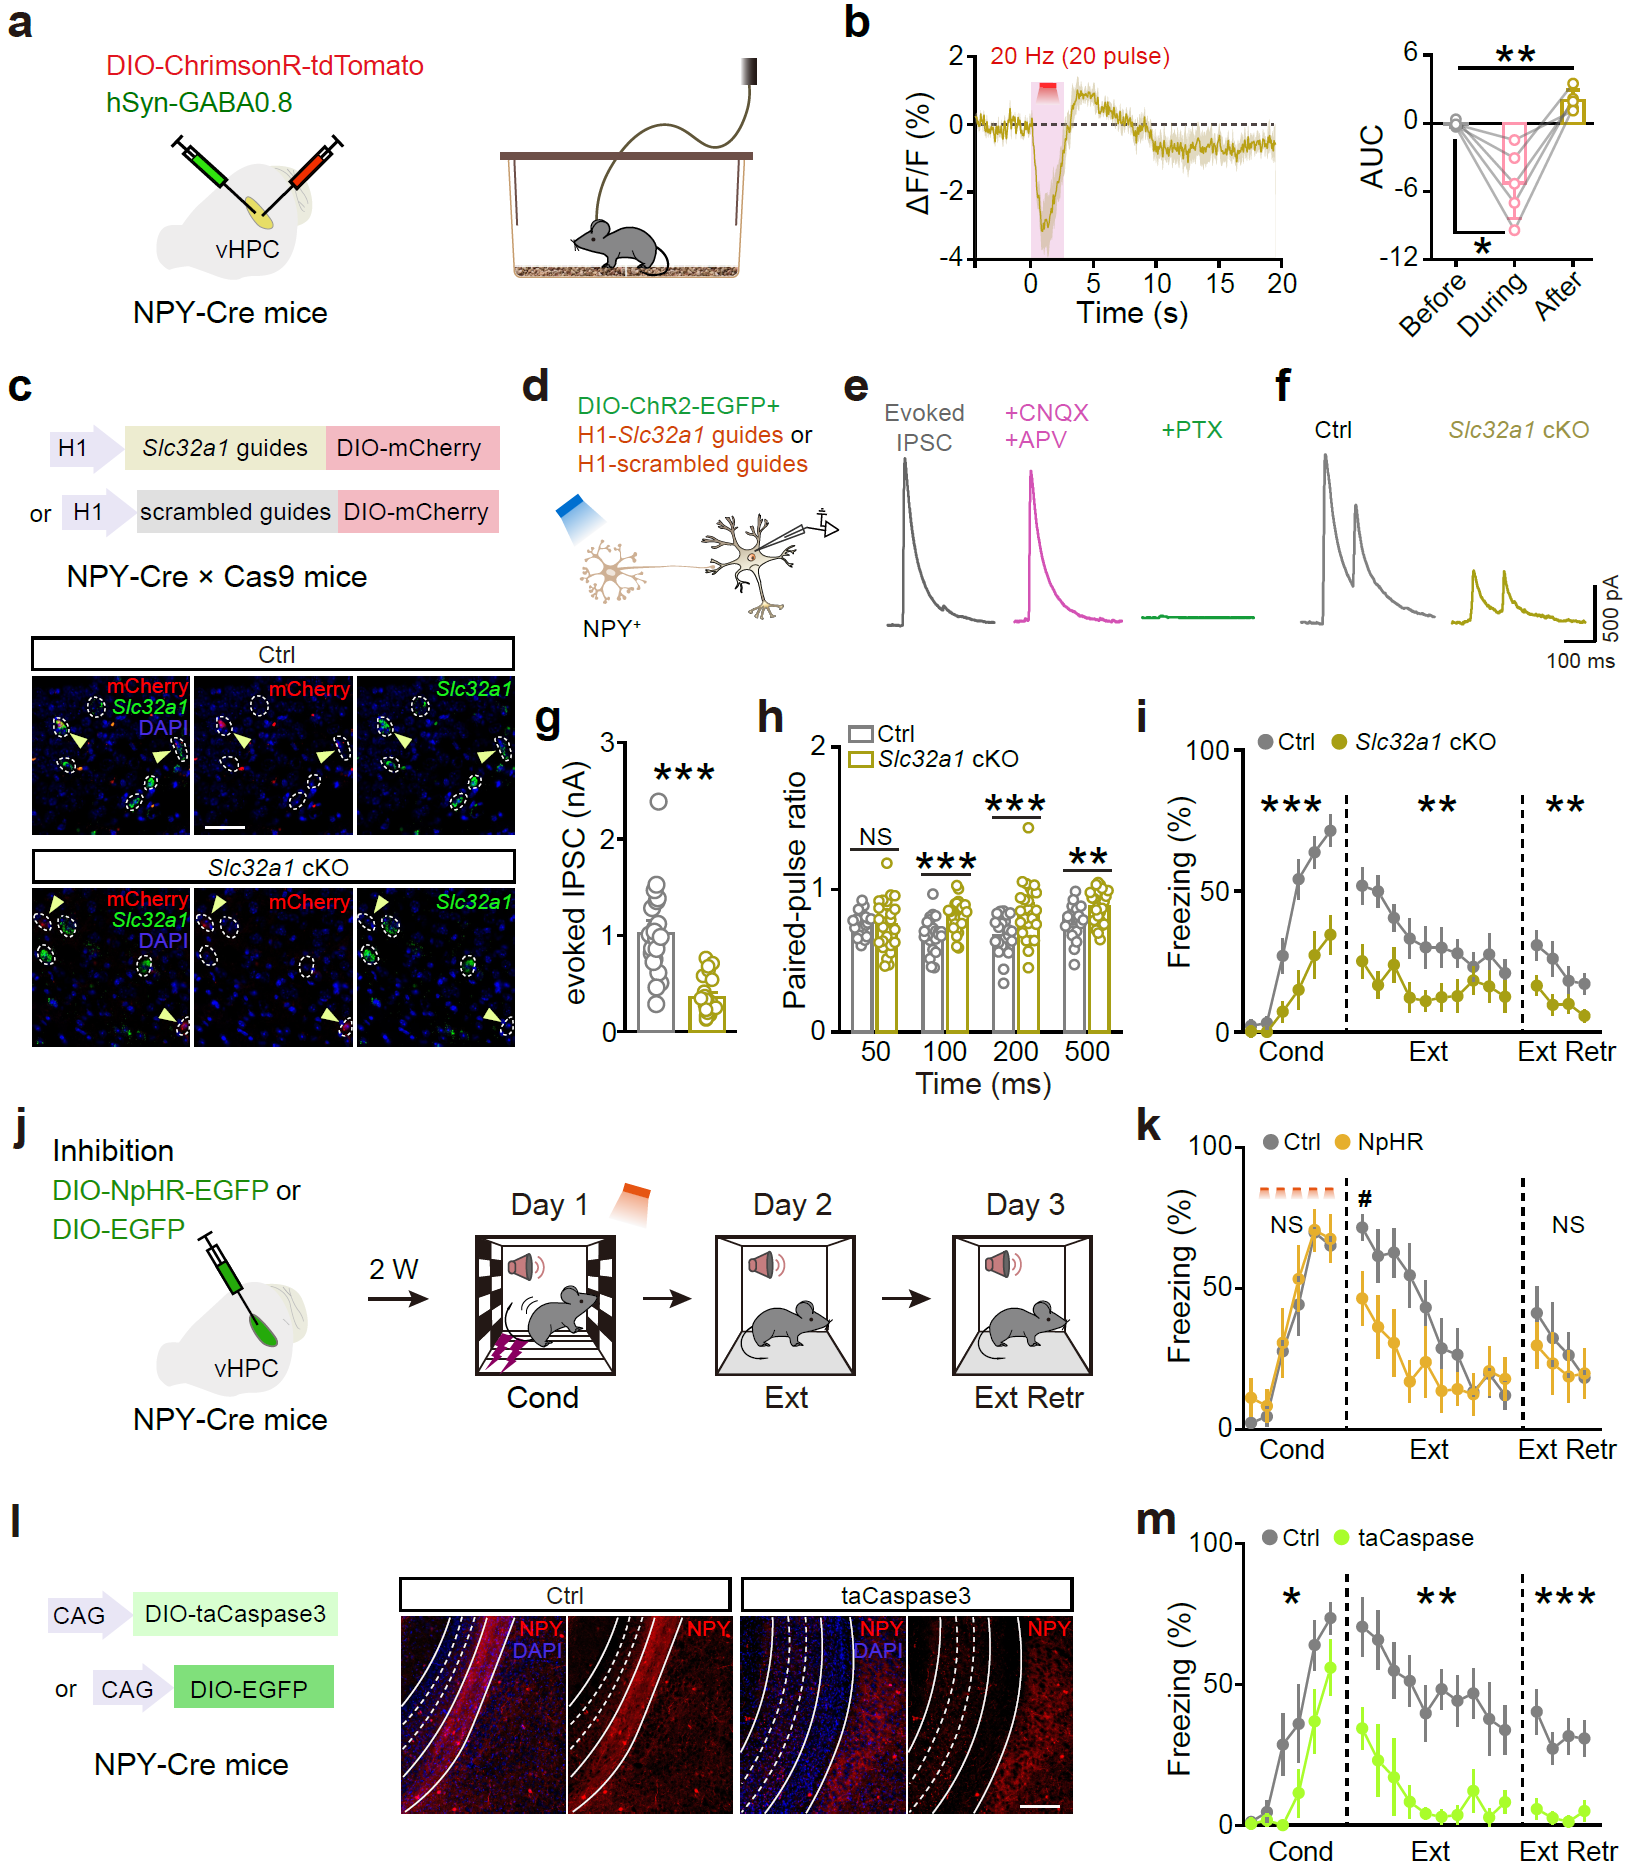 a
DIO-ChrimsonR-tdTomato
hSyn-GABA0.8
vHPC
NPY-Cre mice
b
20 Hz (20 pulse)
ΔF/F (%)
2
0
-2
-4
0 5 10 15 20
Time (s)
AUC
6
0
-6
-12
**
*
Before
During
After
c
H1
Slc32a1 guides
DIO-mCherry
or
H1
scrambled guides
DIO-mCherry
NPY-Cre × Cas9 mice
Ctrl
mCherry
Slc32a1
DAPI
mCherry
Slc32a1
Slc32a1 cKO
mCherry
Slc32a1
DAPI
mCherry
Slc32a1
d
DIO-ChR2-EGFP+
H1-Slc32a1 guides or
H1-scrambled guides
NPY+
e
Evoked
IPSC
+CNQX
+APV
+PTX
f
Ctrl
Slc32a1 cKO
500 pA
100 ms
g
evoked IPSC (nA)
3
2
1
0
***
h
Ctrl
Slc32a1 cKO
Paired-pulse ratio
2
1
0
NS
***
***
**
50 100 200 500
Time (ms)
i
Ctrl
Slc32a1 cKO
Freezing (%)
100
50
0
***
**
**
Cond
Ext
Ext Retr
j
Inhibition
DIO-NpHR-EGFP or
DIO-EGFP
vHPC
NPY-Cre mice
2 W
Day 1
Cond
Day 2
Ext
Day 3
Ext Retr
k
Ctrl
NpHR
Freezing (%)
100
50
0
NS
#
NS
Cond
Ext
Ext Retr
l
CAG
DIO-taCaspase3
or
CAG
DIO-EGFP
NPY-Cre mice
Ctrl
NPY
DAPI
NPY
taCaspase3
NPY
DAPI
NPY
m
Ctrl
taCaspase
Freezing (%)
100
50
0
*
**
***
Cond
Ext
Ext Retr